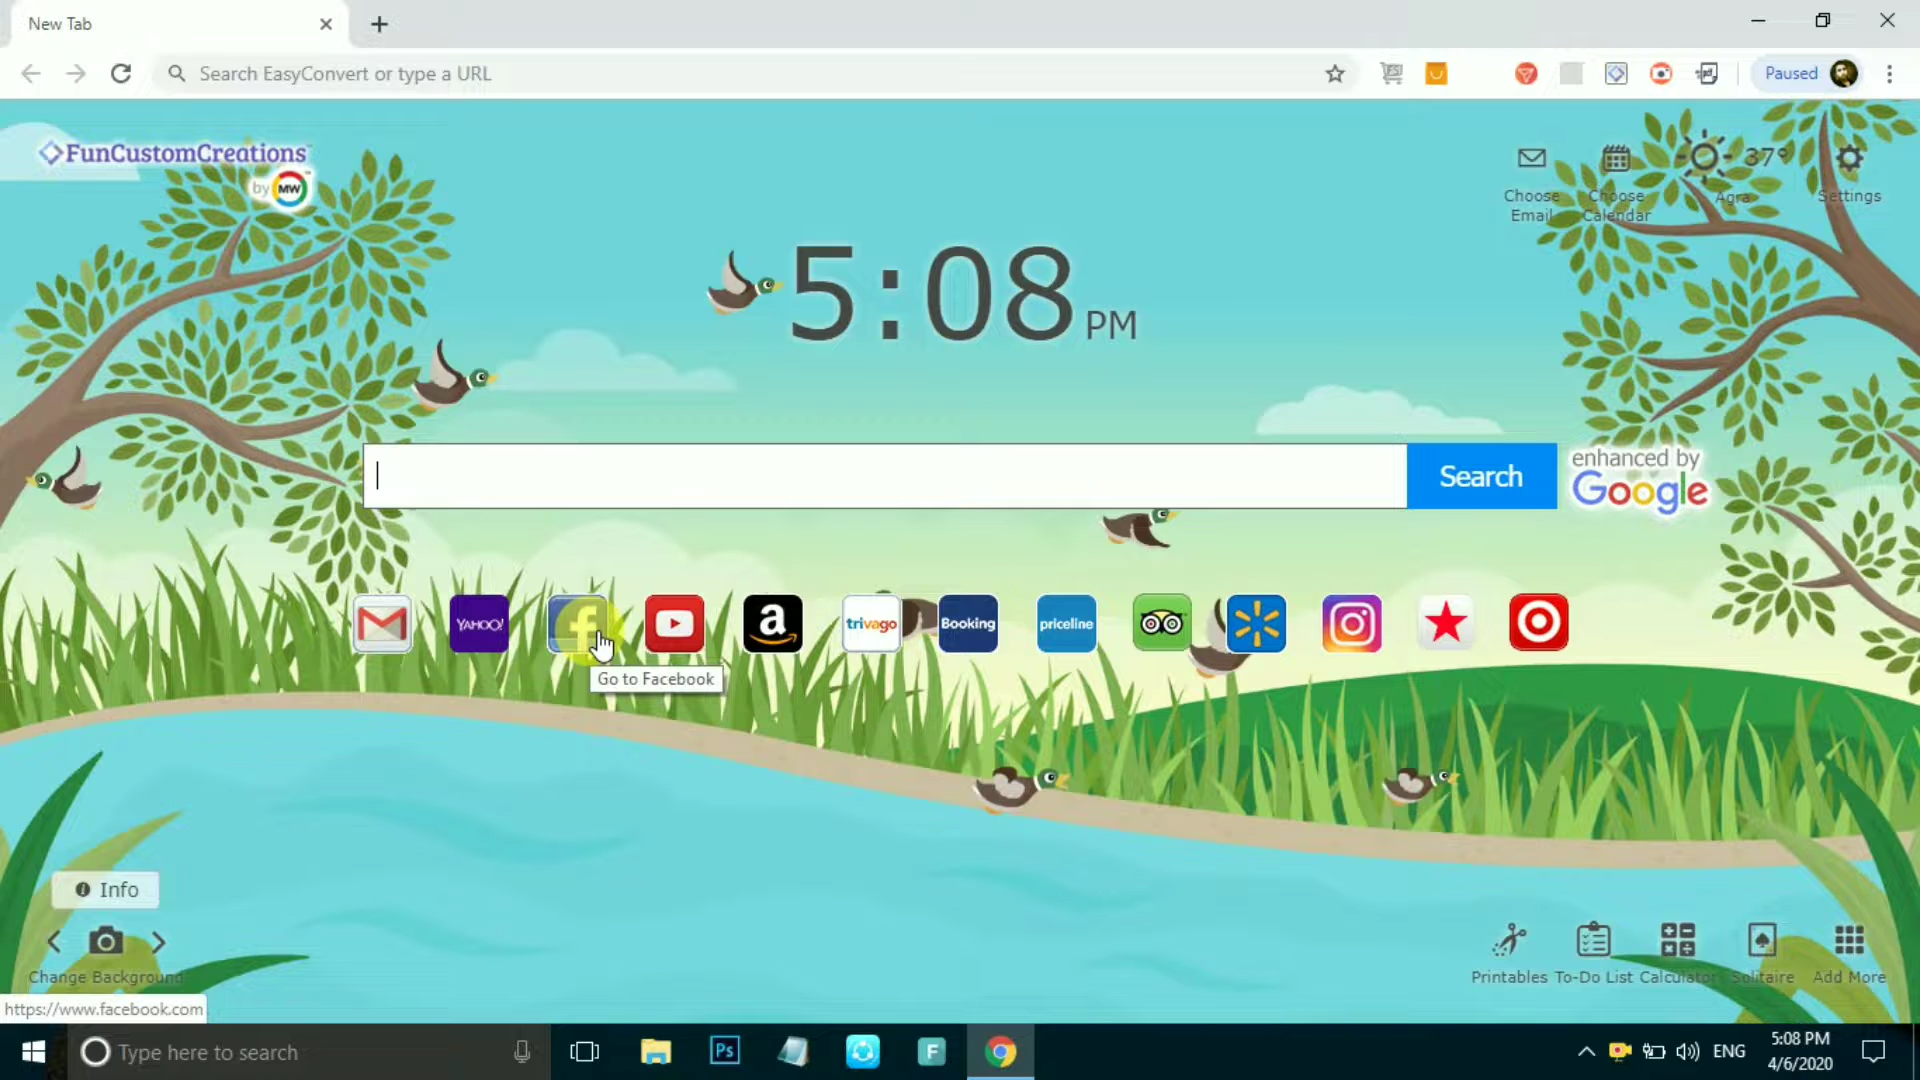 New Tab
Search EasyConvert or type a URL
Paused
FunCustomCreations
by MW
Choose Email
Choose Calendar
37°
Agra
Settings
5:08 PM
Search
enhanced by
Google
YAHOO!
f
a
trivago
Booking
priceline
Go to Facebook
Info
Change Background
Printables
To-Do List
Calculator
Solitaire
Add More
https://www.facebook.com
Type here to search
Ps
F
ENG
5:08 PM
4/6/2020